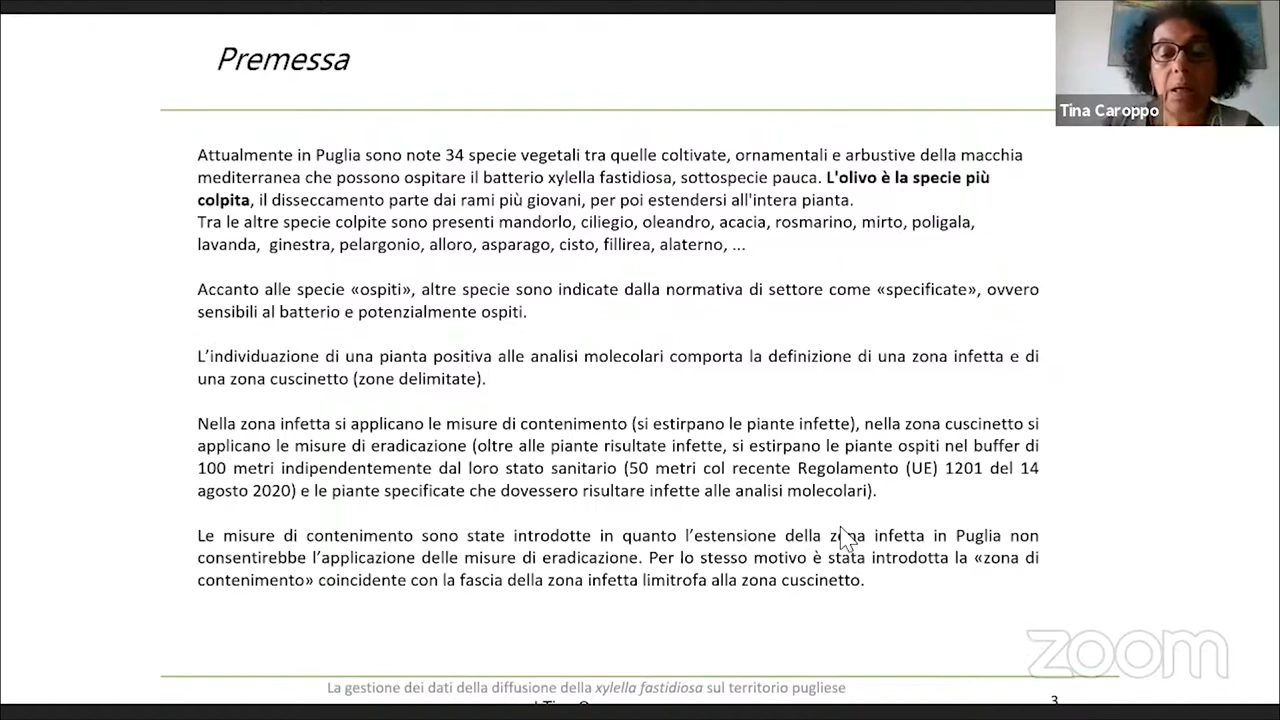 Premessa
Tina Caroppo
Attualmente in Puglia sono note 34 specie vegetali tra quelle coltivate, ornamentali e arbustive della macchia
mediterranea che possono ospitare il batterio xylella fastidiosa, sottospecie pauca. L'olivo è la specie più
colpita, il disseccamento parte dai rami più giovani, per poi estendersi all'intera pianta.
Tra le altre specie colpite sono presenti mandorlo, ciliegio, oleandro, acacia, rosmarino, mirto, poligala,
lavanda, ginestra, pelargonio, alloro, asparago, cisto, fillirea, alaterno, ...
Accanto alle specie «ospiti», altre specie sono indicate dalla normativa di settore come «specificate», ovvero
sensibili al batterio e potenzialmente ospiti.
L’individuazione di una pianta positiva alle analisi molecolari comporta la definizione di una zona infetta e di
una zona cuscinetto (zone delimitate).
Nella zona infetta si applicano le misure di contenimento (si estirpano le piante infette), nella zona cuscinetto si
applicano le misure di eradicazione (oltre alle piante risultate infette, si estirpano le piante ospiti nel buffer di
100 metri indipendentemente dal loro stato sanitario (50 metri col recente Regolamento (UE) 1201 del 14
agosto 2020) e le piante specificate che dovessero risultare infette alle analisi molecolari).
Le misure di contenimento sono state introdotte in quanto l’estensione della zona infetta in Puglia non
consentirebbe l’applicazione delle misure di eradicazione. Per lo stesso motivo è stata introdotta la «zona di
contenimento» coincidente con la fascia della zona infetta limitrofa alla zona cuscinetto.
zoom
La gestione dei dati della diffusione della xylella fastidiosa sul territorio pugliese
3